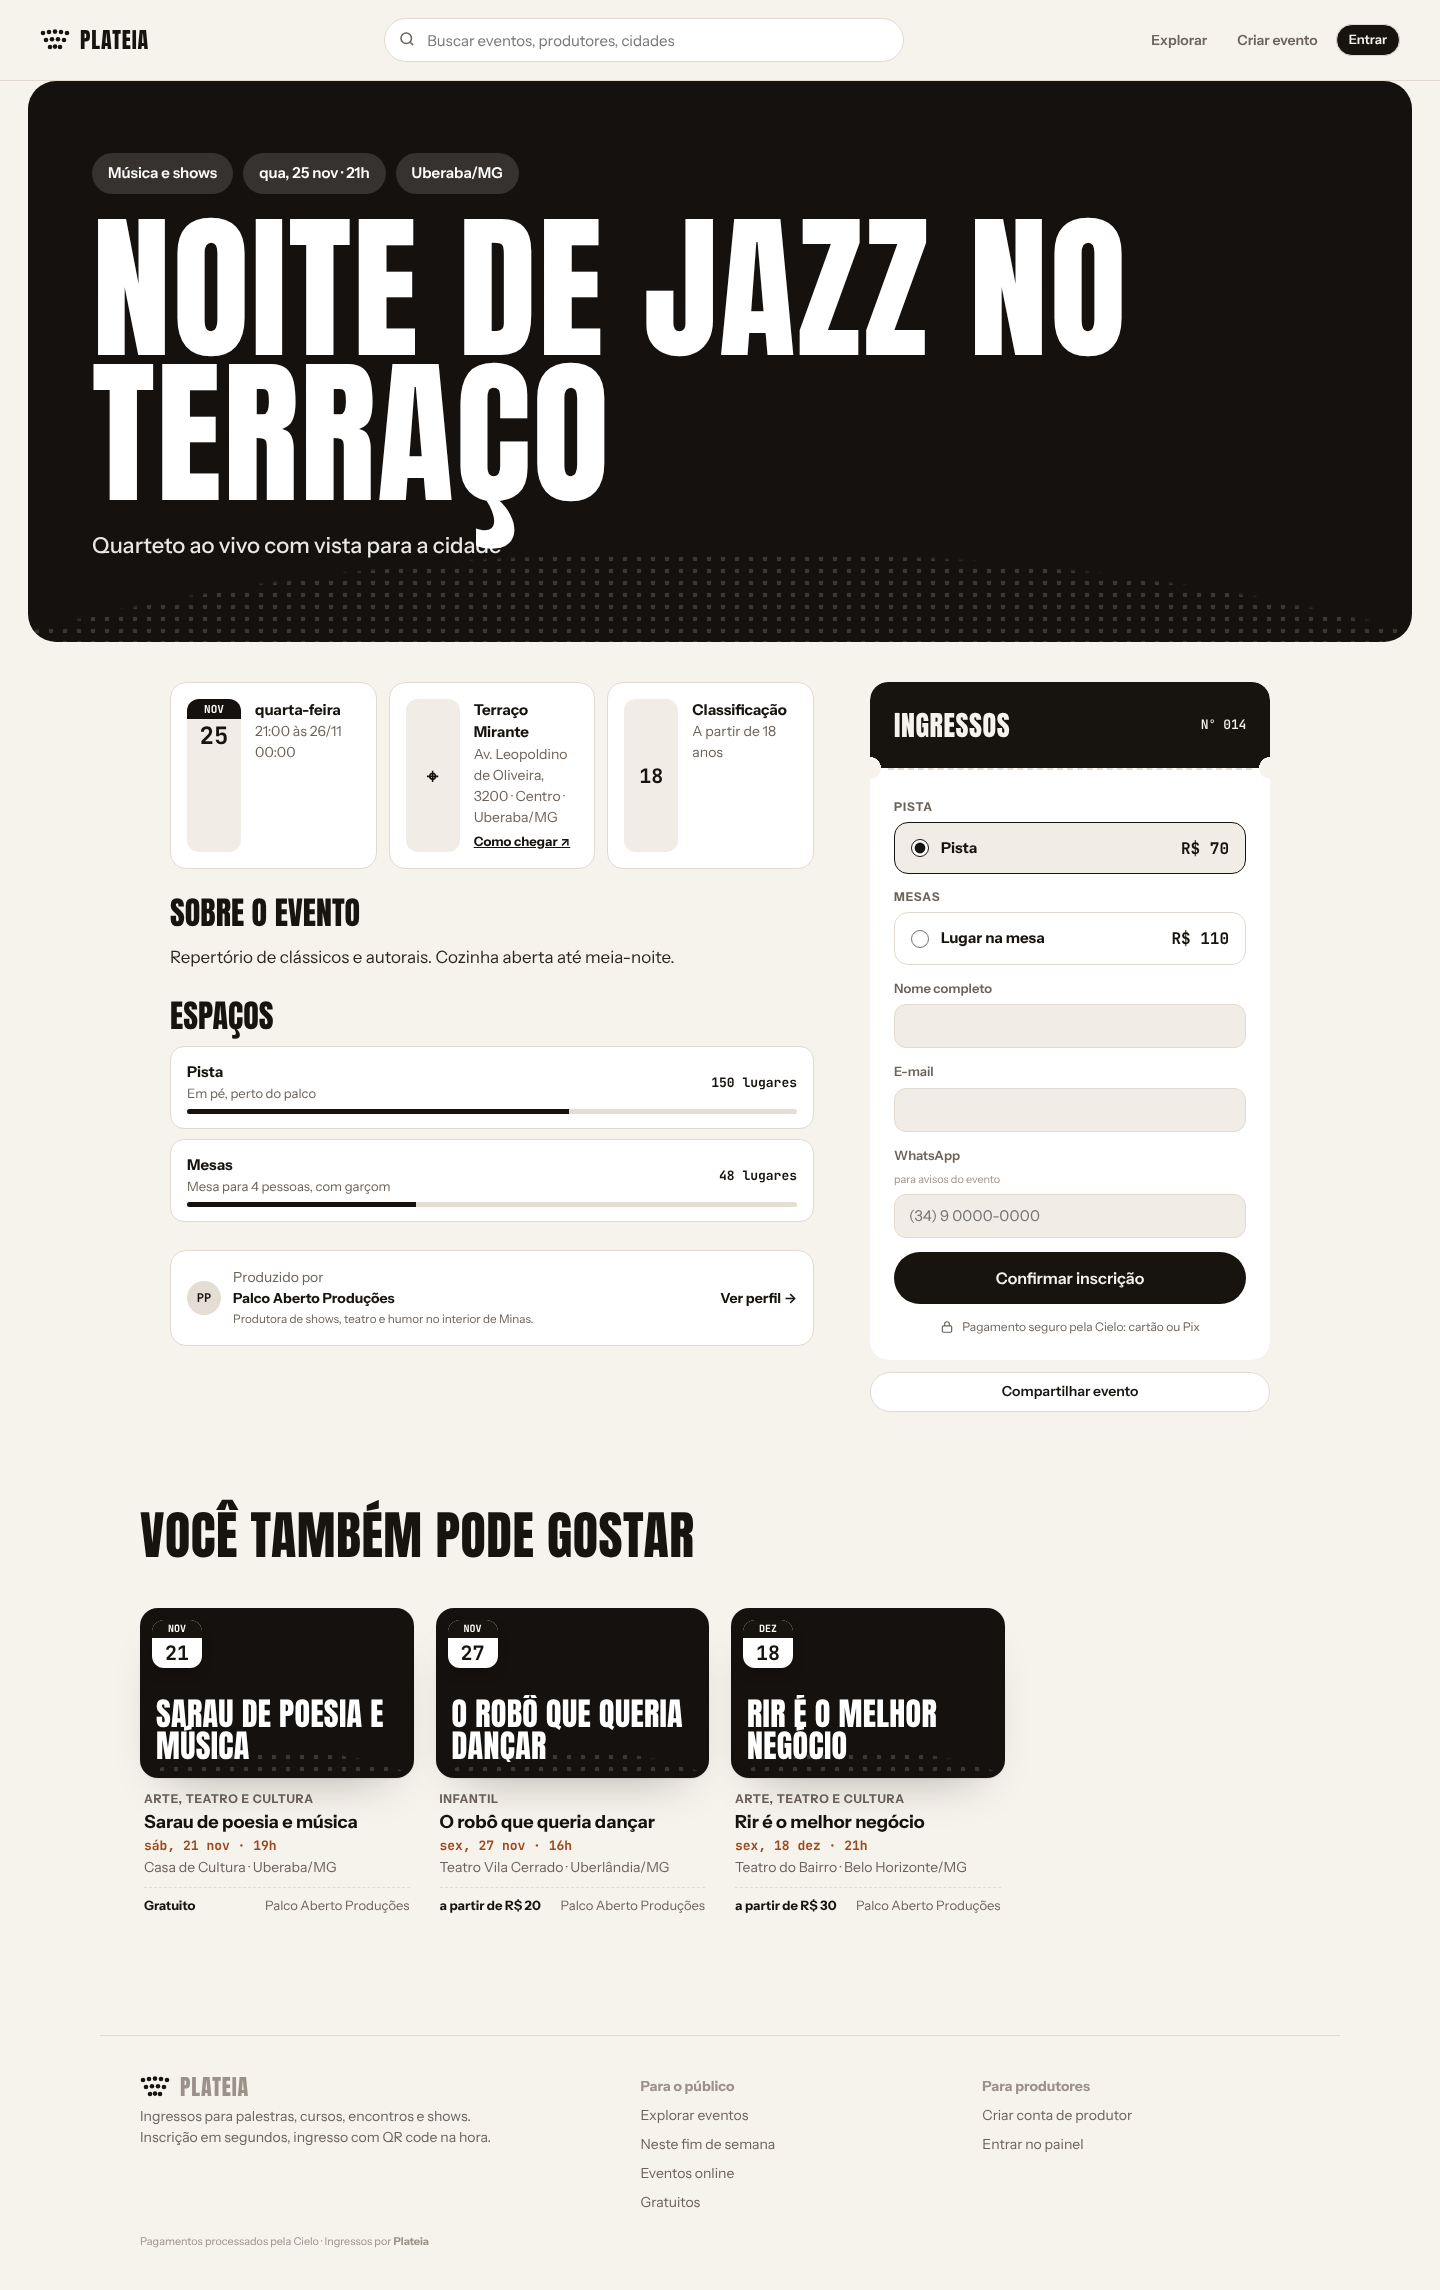 PLATEIA
Buscar eventos, produtores, cidades
Explorar
Criar evento
Entrar
Música e shows
qua, 25 nov · 21h
Uberaba/MG
NOITE DE JAZZ NO
TERRAÇO
Quarteto ao vivo com vista para a cidade
NOV
25
quarta-feira
21:00 às 26/11
00:00
Terraço
Mirante
Av. Leopoldino
de Oliveira,
3200 · Centro ·
Uberaba/MG
Como chegar ↗
18
Classificação
A partir de 18
anos
SOBRE O EVENTO
Repertório de clássicos e autorais. Cozinha aberta até meia-noite.
ESPAÇOS
Pista
Em pé, perto do palco
150 lugares
Mesas
Mesa para 4 pessoas, com garçom
48 lugares
PP
Produzido por
Palco Aberto Produções
Produtora de shows, teatro e humor no interior de Minas.
Ver perfil →
INGRESSOS
N° 014
PISTA
Pista
R$ 70
MESAS
Lugar na mesa
R$ 110
Nome completo
E-mail
WhatsApp
para avisos do evento
(34) 9 0000-0000
Confirmar inscrição
Pagamento seguro pela Cielo: cartão ou Pix
Compartilhar evento
VOCÊ TAMBÉM PODE GOSTAR
NOV
21
SARAU DE POESIA E
MÚSICA
ARTE, TEATRO E CULTURA
Sarau de poesia e música
sáb, 21 nov · 19h
Casa de Cultura · Uberaba/MG
Gratuito
Palco Aberto Produções
NOV
27
O ROBÔ QUE QUERIA
DANÇAR
INFANTIL
O robô que queria dançar
sex, 27 nov · 16h
Teatro Vila Cerrado · Uberlândia/MG
a partir de R$ 20
Palco Aberto Produções
DEZ
18
RIR É O MELHOR
NEGÓCIO
ARTE, TEATRO E CULTURA
Rir é o melhor negócio
sex, 18 dez · 21h
Teatro do Bairro · Belo Horizonte/MG
a partir de R$ 30
Palco Aberto Produções
PLATEIA
Ingressos para palestras, cursos, encontros e shows.
Inscrição em segundos, ingresso com QR code na hora.
Para o público
Explorar eventos
Neste fim de semana
Eventos online
Gratuitos
Para produtores
Criar conta de produtor
Entrar no painel
Pagamentos processados pela Cielo · Ingressos por Plateia